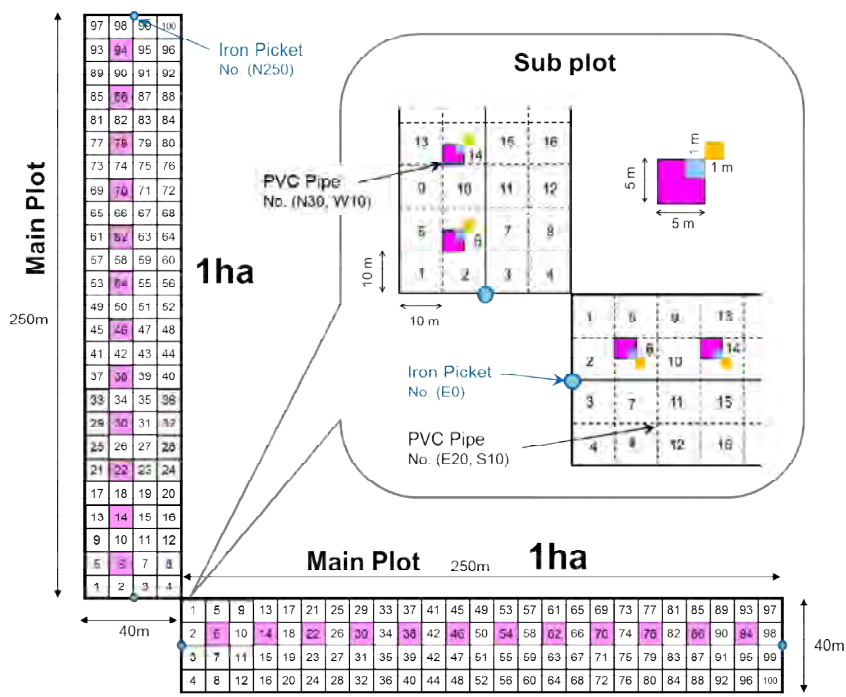 97 98 99 100
93 94 95 96
89 90 91 92
85 86 87 88
81 82 83 84
77 78 79 80
73 74 75 76
69 70 71 72
65 66 67 68
61 62 63 64
57 58 59 60
53 54 55 56
49 50 51 52
45 46 47 48
41 42 43 44
37 38 39 40
33 34 35 36
29 30 31 32
25 26 27 28
21 22 23 24
17 18 19 20
13 14 15 16
9 10 11 12
5 6 7 8
1 2 3 4
Main Plot
250m
40m
1ha
Iron Picket
No. (N250)
Sub plot
13 14 15 16
9 10 11 12
5 6 7 8
1 2 3 4
PVC Pipe
No. (N30, W10)
10 m
10 m
1 m
1 m
5 m
5 m
1 5 9 13
2 6 10 14
3 7 11 15
4 8 12 16
Iron Picket
No. (E0)
PVC Pipe
No. (E20, S10)
Main Plot 250m 1ha
1 5 9 13 17 21 25 29 33 37 41 45 49 53 57 61 65 69 73 77 81 85 89 93 97
2 6 10 14 18 22 26 30 34 38 42 46 50 54 58 62 66 70 74 78 82 86 90 94 98
3 7 11 15 19 23 27 31 35 39 42 47 51 55 59 63 67 71 75 79 83 87 91 95 99
4 8 12 16 20 24 28 32 36 40 44 48 52 56 60 64 68 72 76 80 84 88 92 96 100
40m